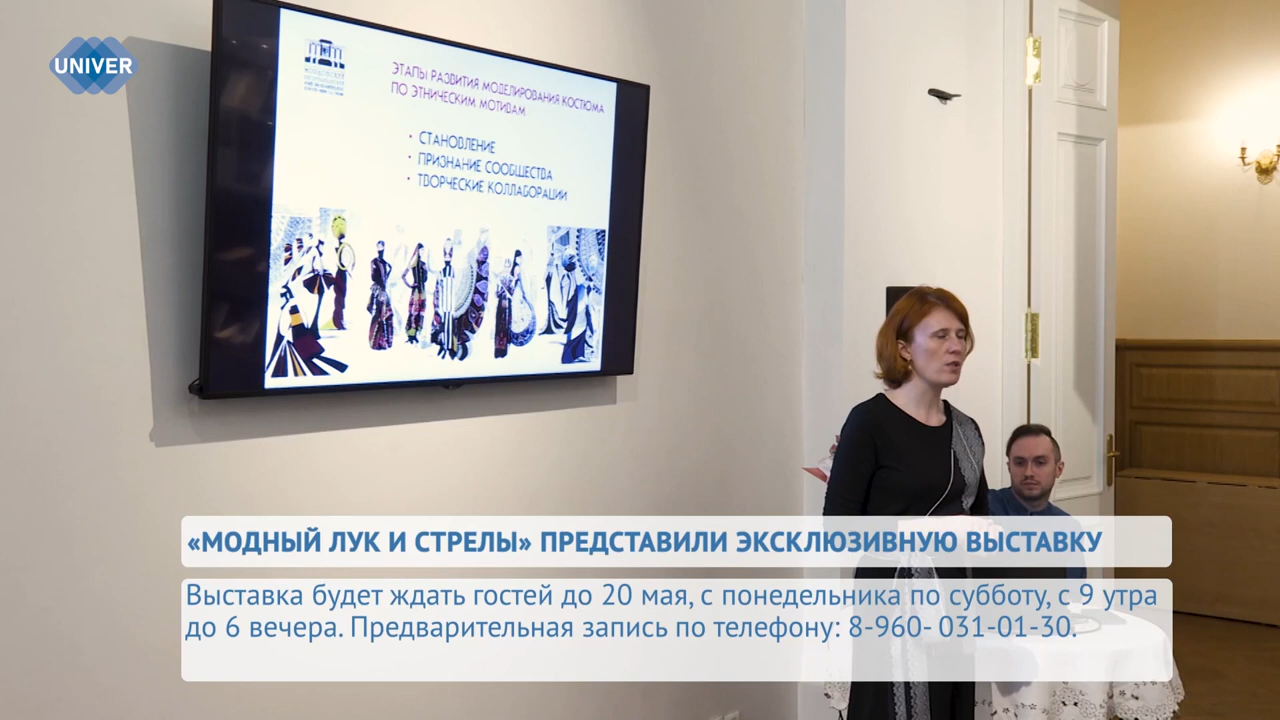 UNIVER
ЭТАПЫ РАЗВИТИЯ МОДЕЛИРОВАНИЯ КОСТЮМА
ПО ЭТНИЧЕСКИМ МОТИВАМ
• СТАНОВЛЕНИЕ
• ПРИЗНАНИЕ СООБЩЕСТВА
• ТВОРЧЕСКИЕ КОЛЛАБОРАЦИИ
«МОДНЫЙ ЛУК И СТРЕЛЫ» ПРЕДСТАВИЛИ ЭКСКЛЮЗИВНУЮ ВЫСТАВКУ
Выставка будет ждать гостей до 20 мая, с понедельника по субботу, с 9 утра
до 6 вечера. Предварительная запись по телефону: 8-960- 031-01-30.